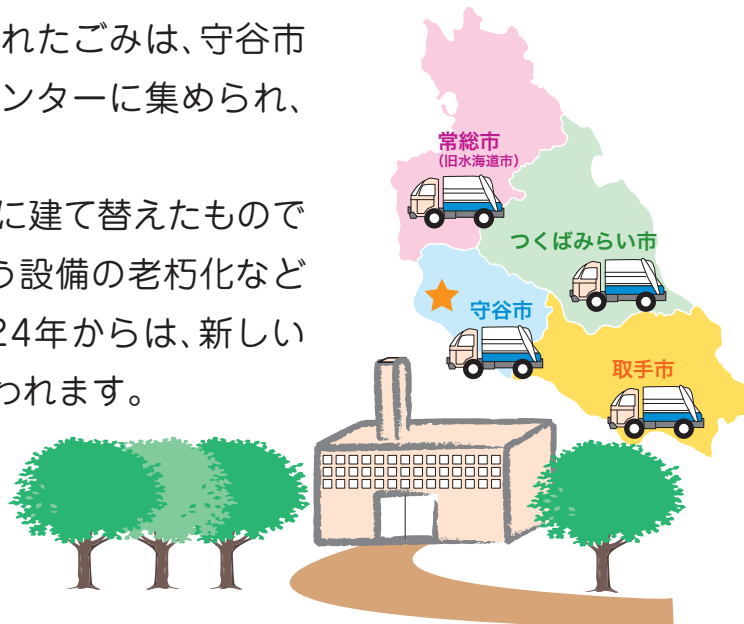 れたごみは、守谷市
ンターに集められ、
に建て替えたもので
う設備の老朽化など
24年からは、新しい
われます。
常総市
(旧水海道市)
つくばみらい市
守谷市
取手市